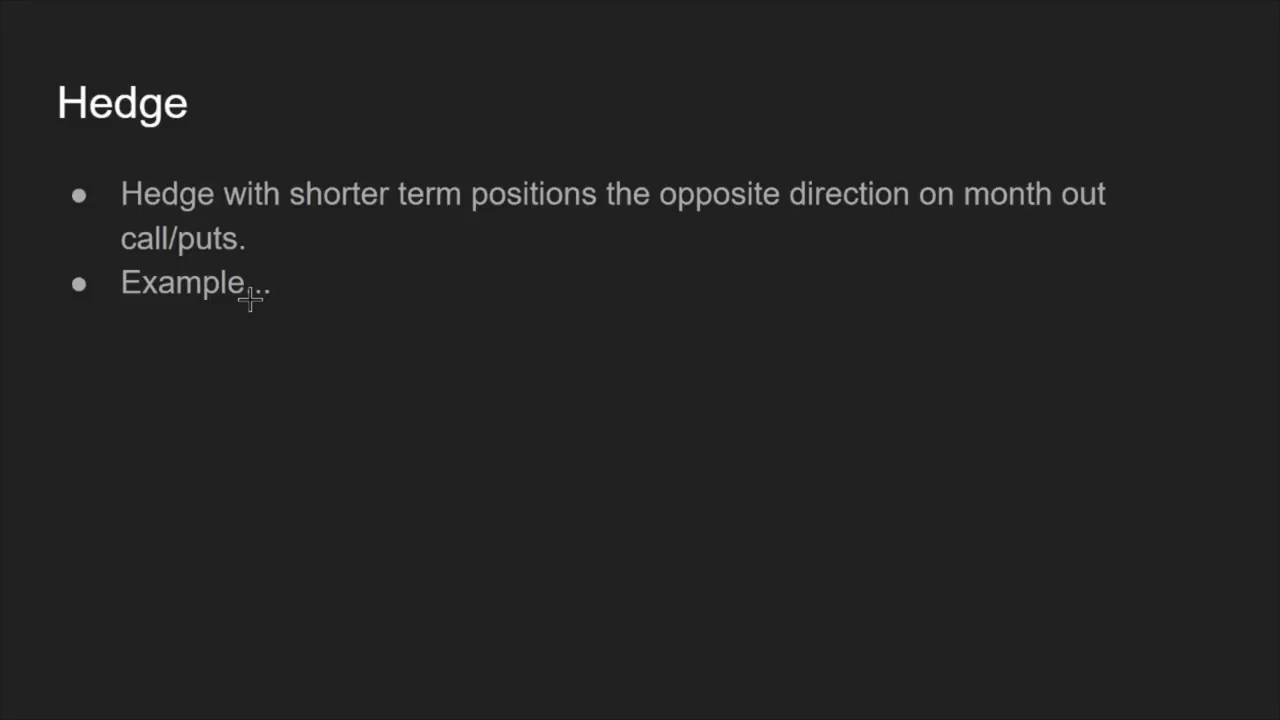 Hedge
● Hedge with shorter term positions the opposite direction on month out
call/puts.
● Example...